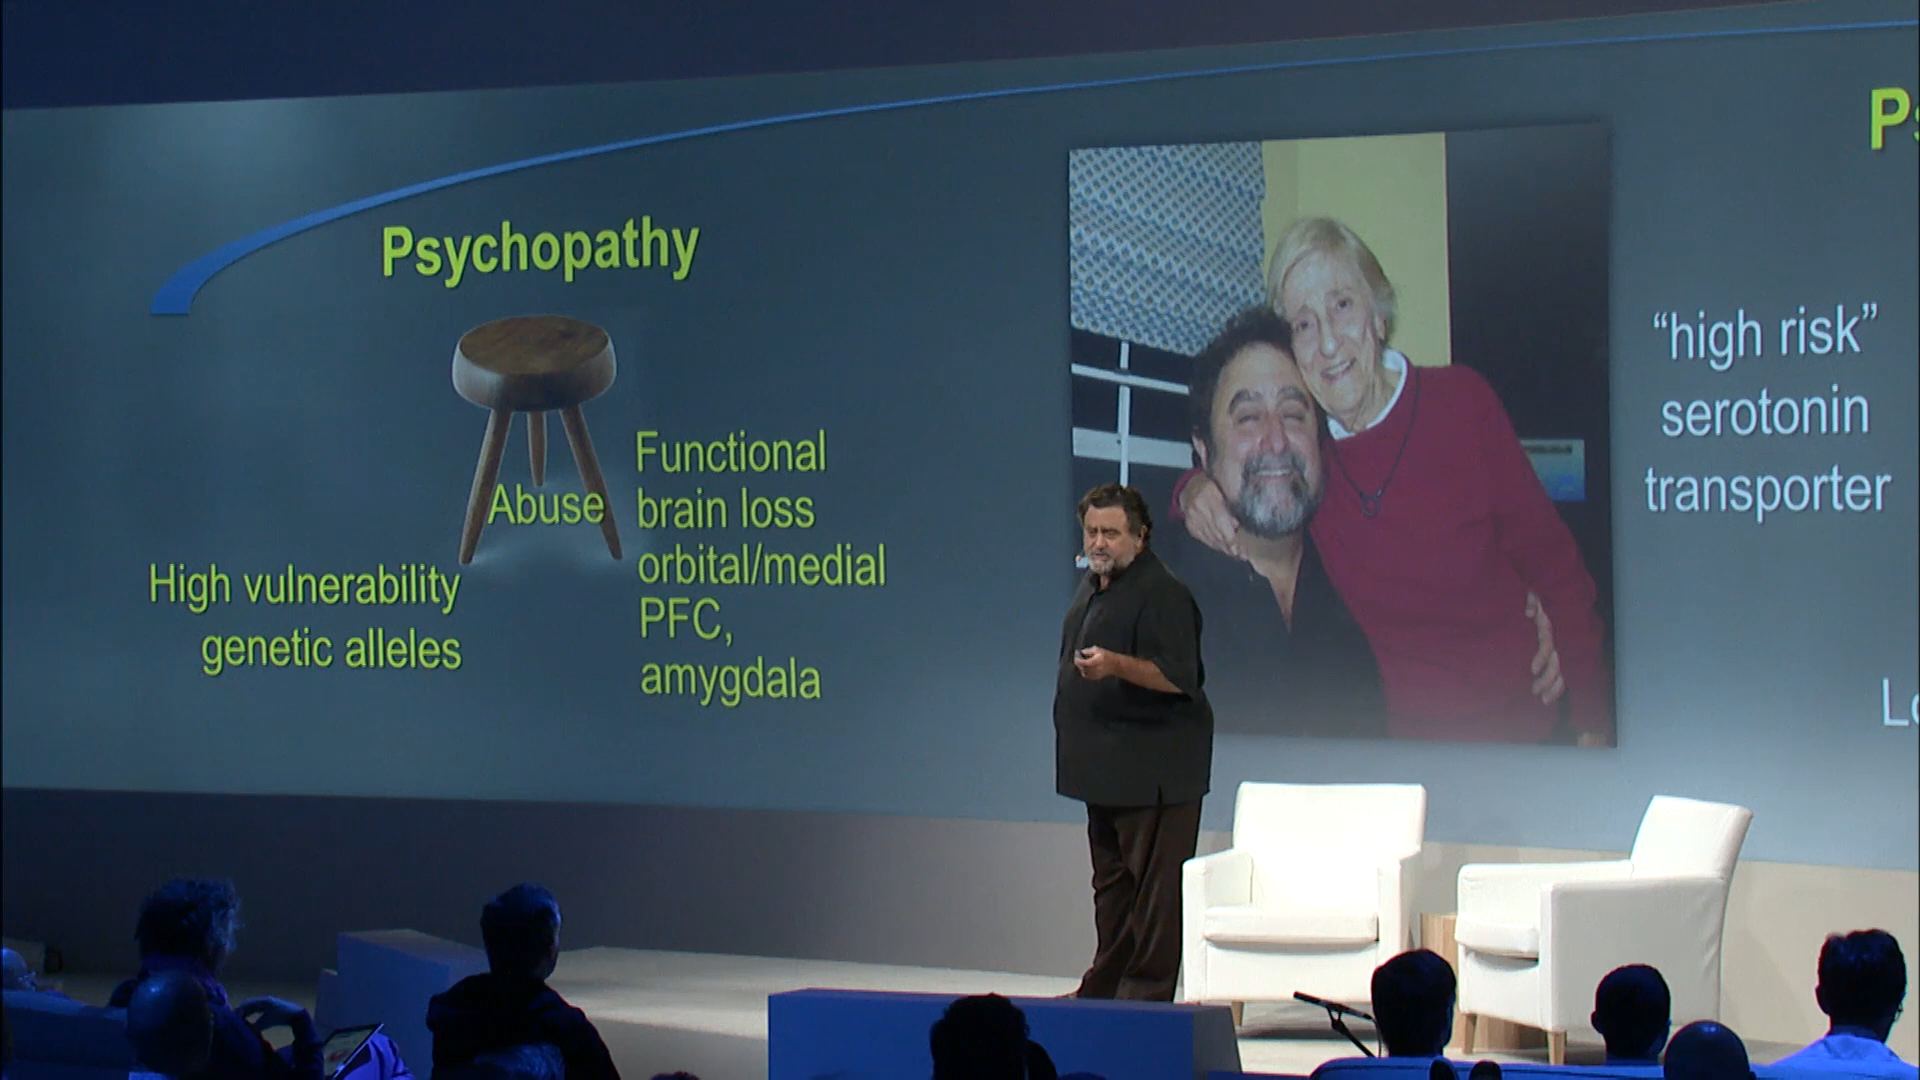 Psychopathy
Abuse
High vulnerability
genetic alleles
Functional
brain loss
orbital/medial
PFC,
amygdala
“high risk”
serotonin
transporter